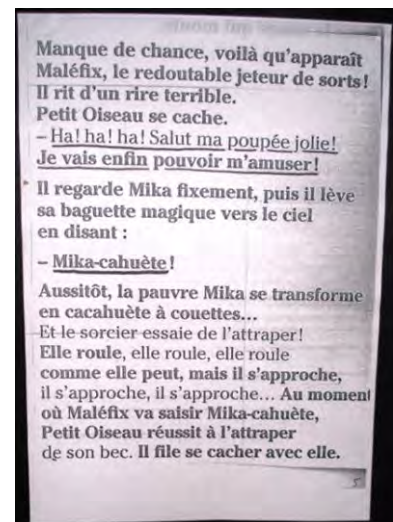 Manque de chance, voilà qu'apparaît
Maléfix, le redoutable jeteur de sorts !
Il rit d'un rire terrible.
Petit Oiseau se cache.
– Ha! ha! ha! Salut ma poupée jolie!
Je vais enfin pouvoir m'amuser!
Il regarde Mika fixement, puis il lève
sa baguette magique vers le ciel
en disant :
– Mika-cahuète!
Aussitôt, la pauvre Mika se transforme
en cacahuète à couettes...
Et le sorcier essaie de l'attraper!
Elle roule, elle roule, elle roule
comme elle peut, mais il s'approche,
il s'approche, il s'approche... Au moment
où Maléfix va saisir Mika-cahuète,
Petit Oiseau réussit à l'attraper
de son bec. Il file se cacher avec elle.
5